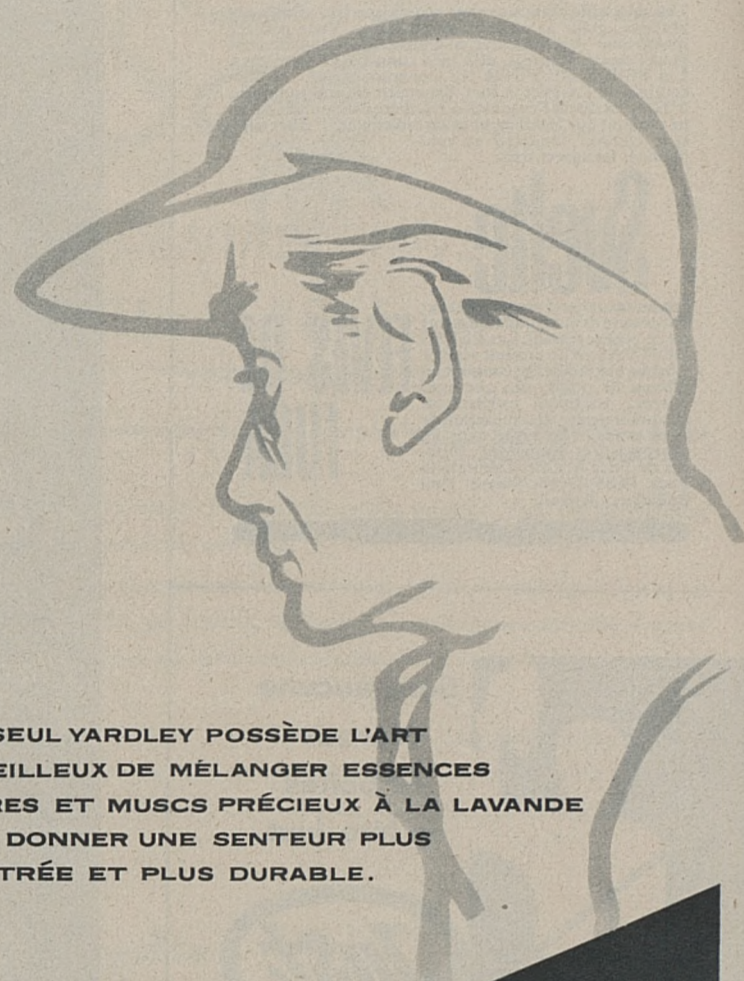 SEUL YARDLEY POSSÈDE L'ART
EILLEUX DE MÉLANGER ESSENCES
RES ET MUSCS PRÉCIEUX À LA LAVANDE
DONNER UNE SENTEUR PLUS
TRÉE ET PLUS DURABLE.